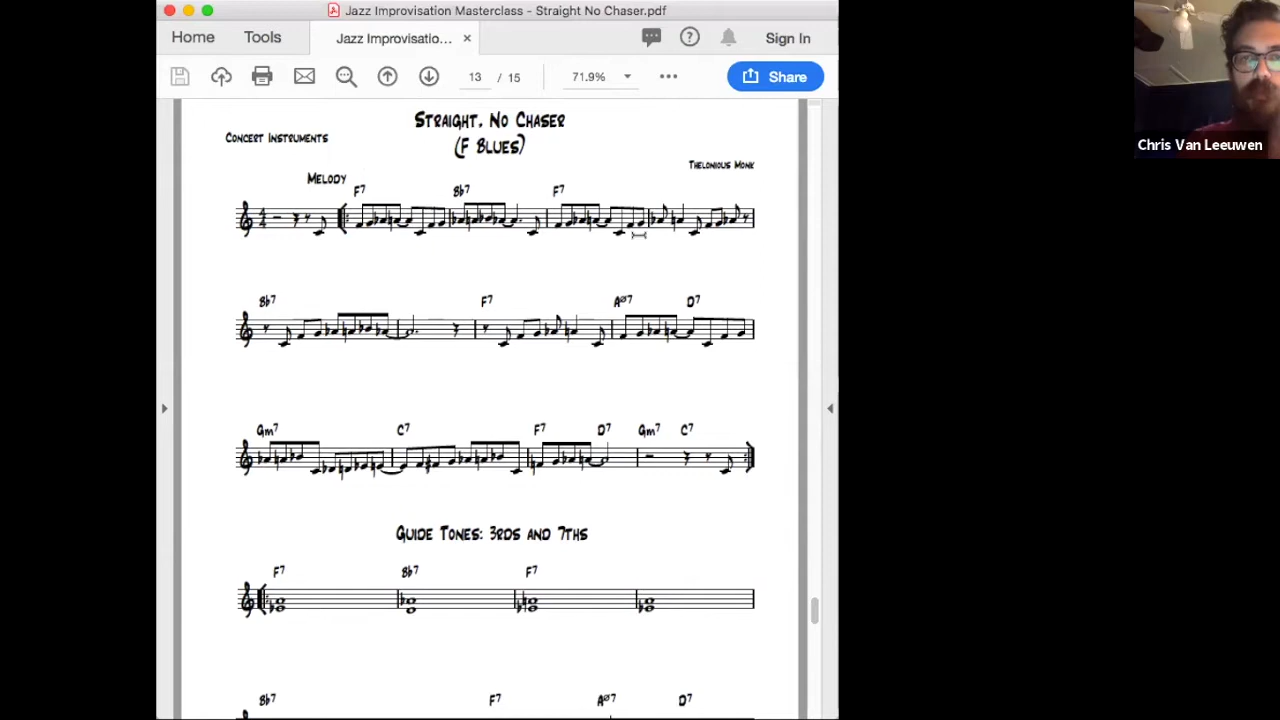 Jazz Improvisation Masterclass - Straight No Chaser.pdf
Home Tools Jazz Improvisatio... × Sign In
13 / 15 71.9% Share
Straight, No Chaser
Concert Instruments
(F Blues)
Thelonious Monk
Melody
F7 Bb7 F7
Bb7 F7 Aø7 D7
Gm7 C7 F7 D7 Gm7 C7
Guide Tones: 3rds and 7ths
F7 Bb7 F7
Bb7 F7 Aø7 D7
Chris Van Leeuwen